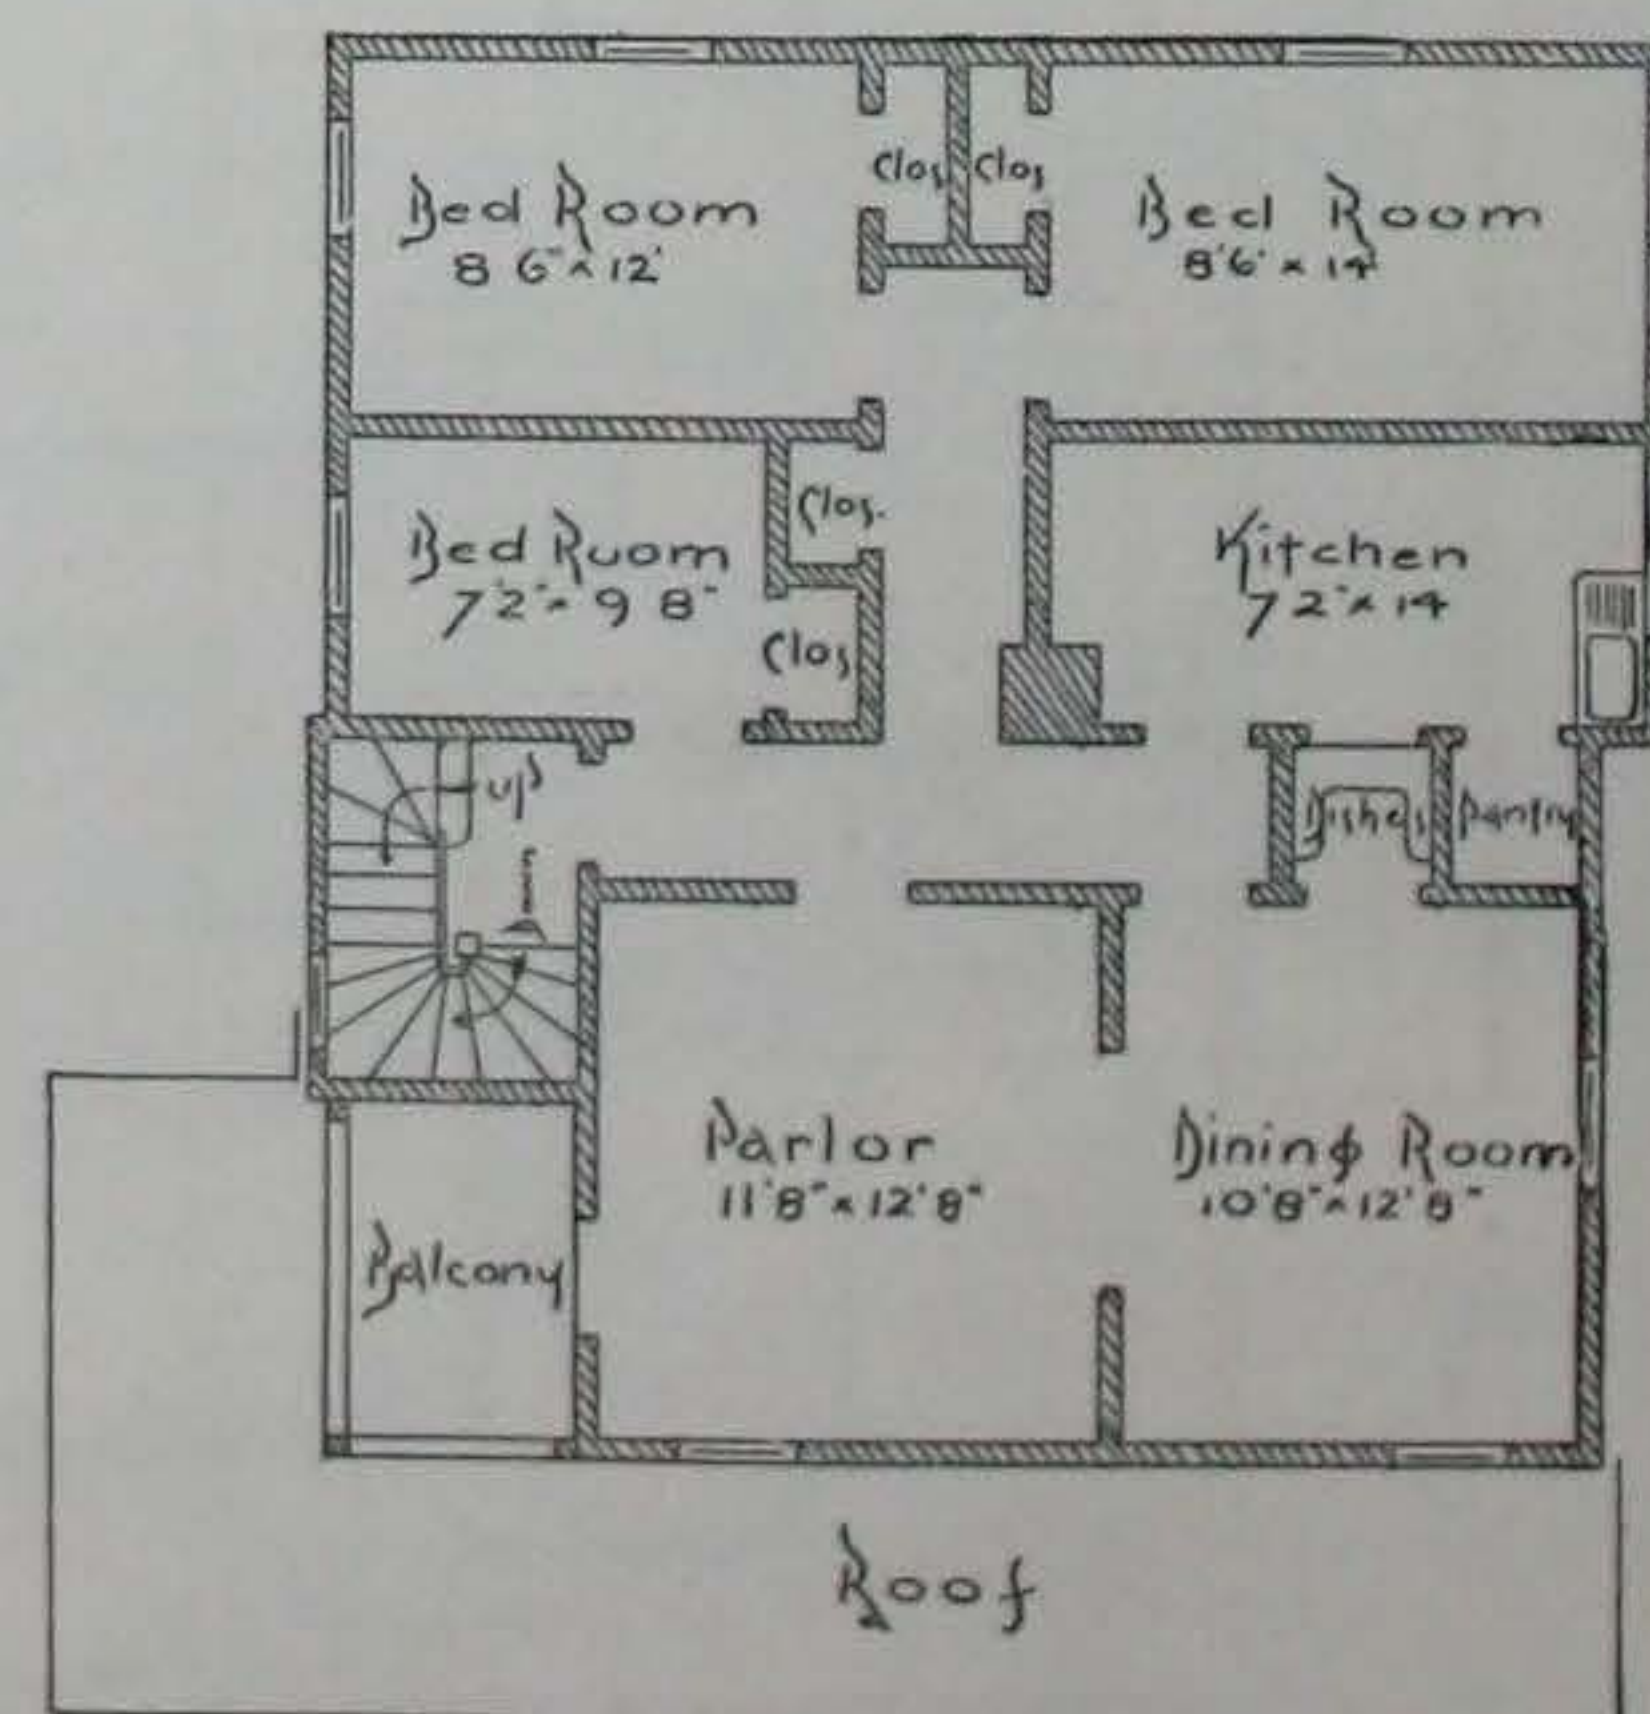 Bed Room
8'6" x 12'
Clos
Clos
Bed Room
8'6" x 14
Bed Room
7'2" x 9'8"
Clos.
Clos
Kitchen
7'2" x 14
up
Down
Dishes
Pantry
Parlor
11'8" x 12'8"
Dining Room
10'8" x 12'8"
Balcony
Roof